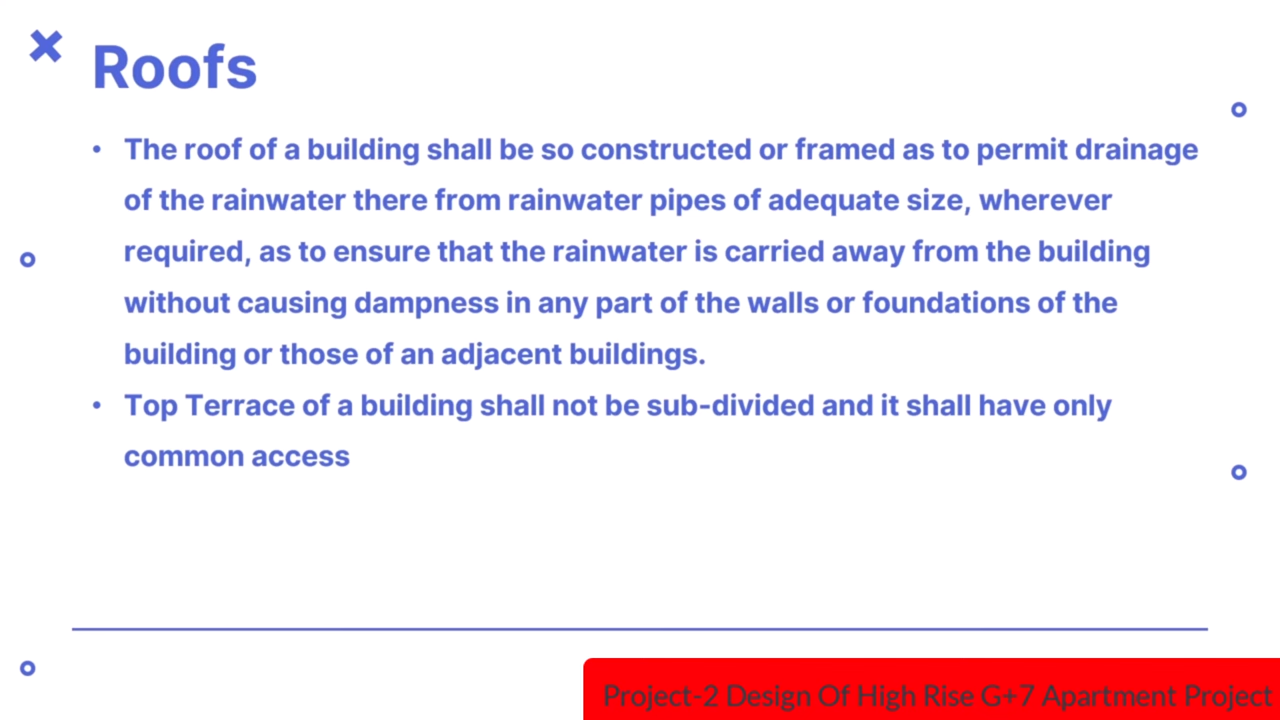 Roofs
• The roof of a building shall be so constructed or framed as to permit drainage
of the rainwater there from rainwater pipes of adequate size, wherever
required, as to ensure that the rainwater is carried away from the building
without causing dampness in any part of the walls or foundations of the
building or those of an adjacent buildings.
• Top Terrace of a building shall not be sub-divided and it shall have only
common access
Project-2 Design Of High Rise G+7 Apartment Project